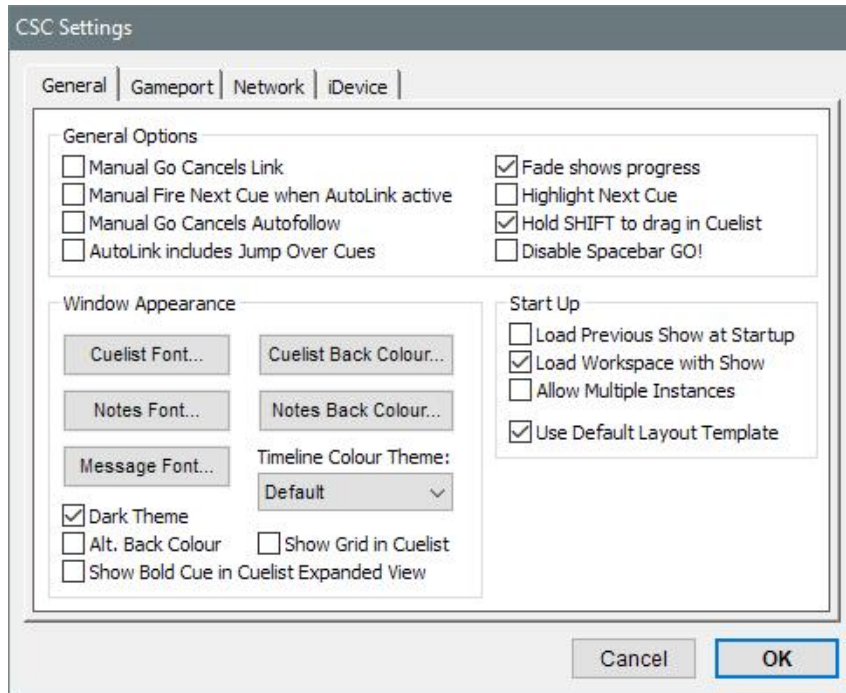 CSC Settings
General
Gameport
Network
iDevice
General Options
Manual Go Cancels Link
Manual Fire Next Cue when AutoLink active
Manual Go Cancels Autofollow
AutoLink includes Jump Over Cues
Fade shows progress
Highlight Next Cue
Hold SHIFT to drag in Cuelist
Disable Spacebar GO!
Window Appearance
Cuelist Font...
Cuelist Back Colour...
Notes Font...
Notes Back Colour...
Message Font...
Timeline Colour Theme:
Default
Dark Theme
Alt. Back Colour
Show Grid in Cuelist
Show Bold Cue in Cuelist Expanded View
Start Up
Load Previous Show at Startup
Load Workspace with Show
Allow Multiple Instances
Use Default Layout Template
Cancel
OK